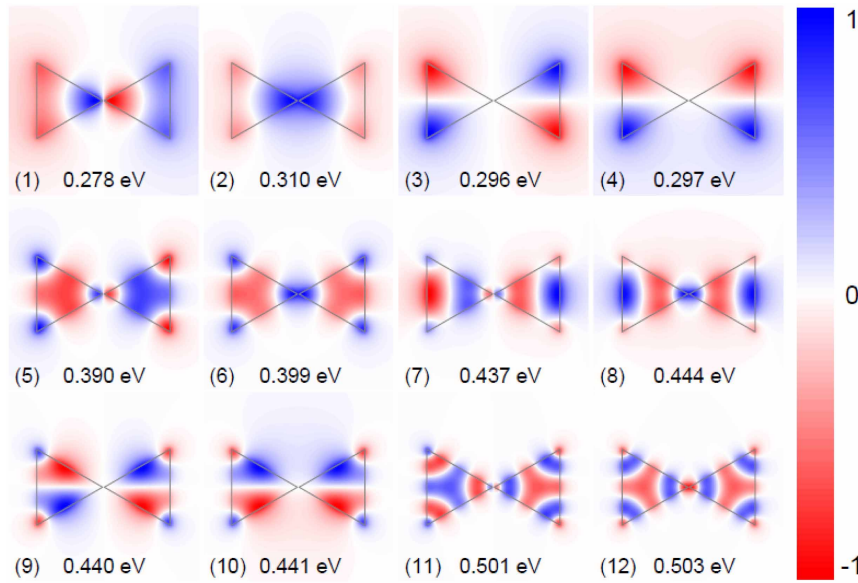 1
(1) 0.278 eV (2) 0.310 eV (3) 0.296 eV (4) 0.297 eV
0
(5) 0.390 eV (6) 0.399 eV (7) 0.437 eV (8) 0.444 eV
(9) 0.440 eV (10) 0.441 eV (11) 0.501 eV (12) 0.503 eV
-1